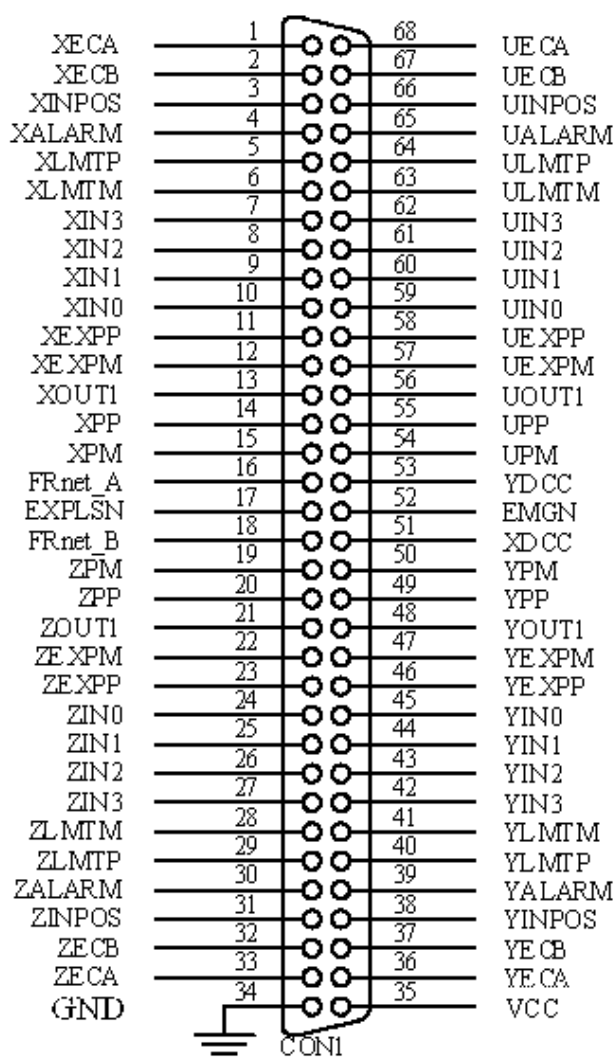 XECA 1 68 UECA
XECB 2 67 UECB
XINPOS 3 66 UINPOS
XALARM 4 65 UALARM
XLMTP 5 64 ULMTP
XLMTM 6 63 ULMTM
XIN3 7 62 UIN3
XIN2 8 61 UIN2
XIN1 9 60 UIN1
XIN0 10 59 UIN0
XEXPP 11 58 UEXPP
XEXPM 12 57 UEXPM
XOUT1 13 56 UOUT1
XPP 14 55 UPP
XPM 15 54 UPM
FRnet_A 16 53 YDCC
EXPLSN 17 52 EMGN
FRnet_B 18 51 XDCC
ZPM 19 50 YPM
ZPP 20 49 YPP
ZOUT1 21 48 YOUT1
ZEXPM 22 47 YEXPM
ZEXPP 23 46 YEXPP
ZIN0 24 45 YIN0
ZIN1 25 44 YIN1
ZIN2 26 43 YIN2
ZIN3 27 42 YIN3
ZLMTM 28 41 YLMTM
ZLMTP 29 40 YLMTP
ZALARM 30 39 YALARM
ZINPOS 31 38 YINPOS
ZECB 32 37 YECB
ZECA 33 36 YECA
GND 34 35 VCC
CON1